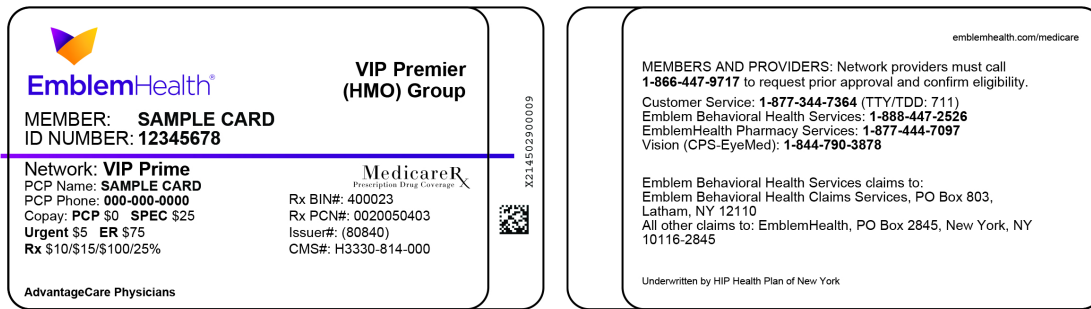 EmblemHealth®
VIP Premier
(HMO) Group
MEMBER: SAMPLE CARD
ID NUMBER: 12345678
Network: VIP Prime
PCP Name: SAMPLE CARD
PCP Phone: 000-000-0000
Copay: PCP $0 SPEC $25
Urgent $5 ER $75
Rx $10/$15/$100/25%
MedicareRx
Prescription Drug Coverage
Rx BIN#: 400023
Rx PCN#: 0020050403
Issuer#: (80840)
CMS#: H3330-814-000
AdvantageCare Physicians
X2145029000009
emblemhealth.com/medicare
MEMBERS AND PROVIDERS: Network providers must call
1-866-447-9717 to request prior approval and confirm eligibility.
Customer Service: 1-877-344-7364 (TTY/TDD: 711)
Emblem Behavioral Health Services: 1-888-447-2526
EmblemHealth Pharmacy Services: 1-877-444-7097
Vision (CPS-EyeMed): 1-844-790-3878
Emblem Behavioral Health Services claims to:
Emblem Behavioral Health Claims Services, PO Box 803,
Latham, NY 12110
All other claims to: EmblemHealth, PO Box 2845, New York, NY
10116-2845
Underwritten by HIP Health Plan of New York